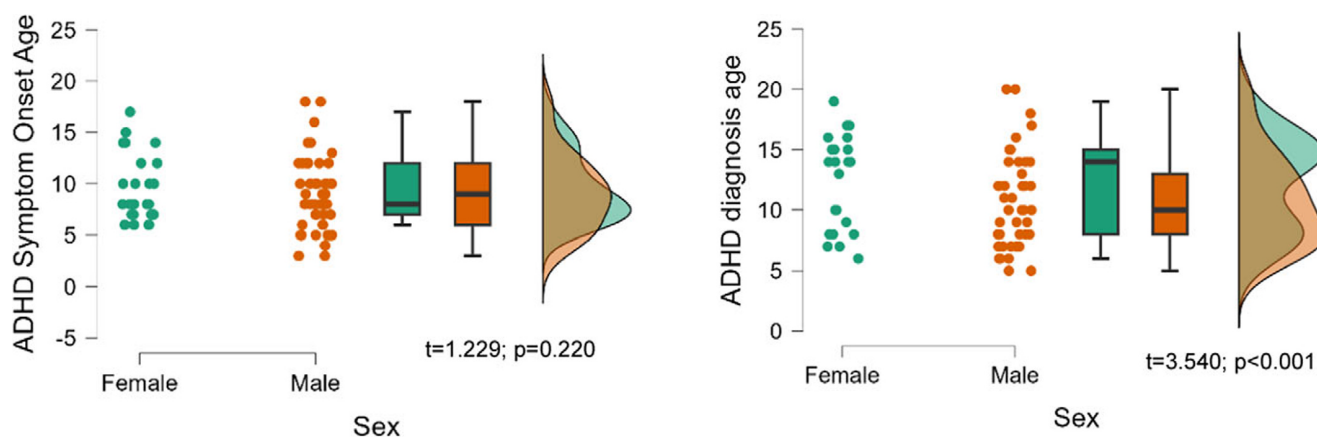 ADHD Symptom Onset Age
25
20
15
10
5
0
-5
Female
Male
Sex
t=1.229; p=0.220
ADHD diagnosis age
25
20
15
10
5
0
Female
Male
Sex
t=3.540; p<0.001